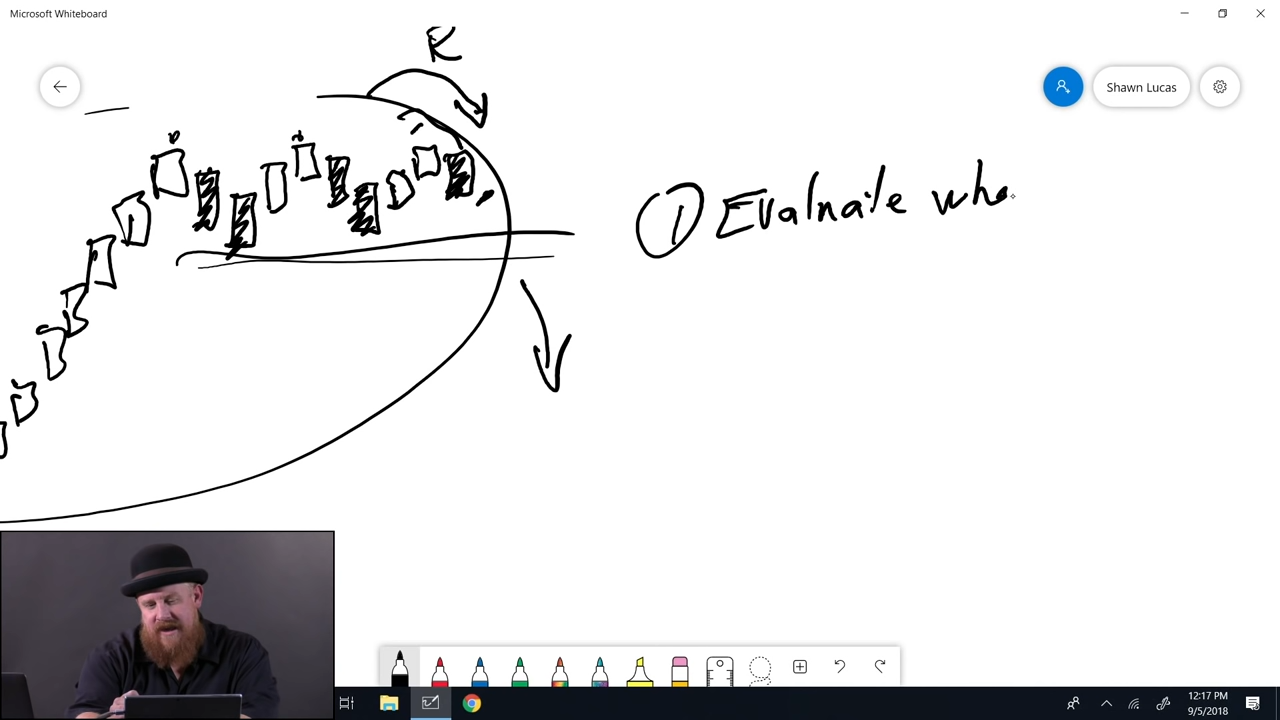 Microsoft Whiteboard
R
Shawn Lucas
① Evaluate whe
12:17 PM
9/5/2018